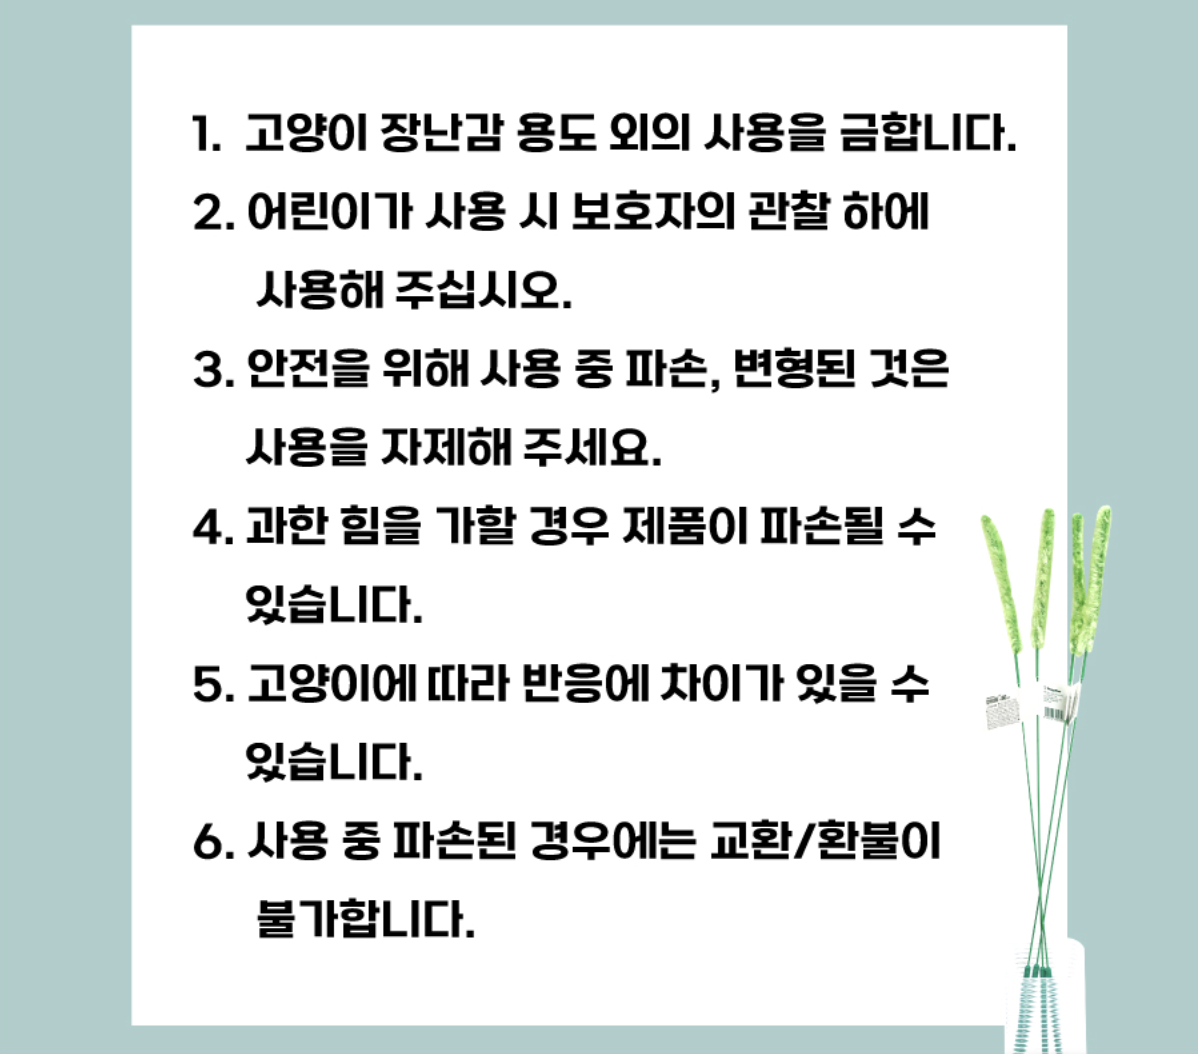 1. 고양이 장난감 용도 외의 사용을 금합니다.
2. 어린이가 사용 시 보호자의 관찰 하에
사용해 주십시오.
3. 안전을 위해 사용 중 파손, 변형된 것은
사용을 자제해 주세요.
4. 과한 힘을 가할 경우 제품이 파손될 수
있습니다.
5. 고양이에 따라 반응에 차이가 있을 수
있습니다.
6. 사용 중 파손된 경우에는 교환/환불이
불가합니다.